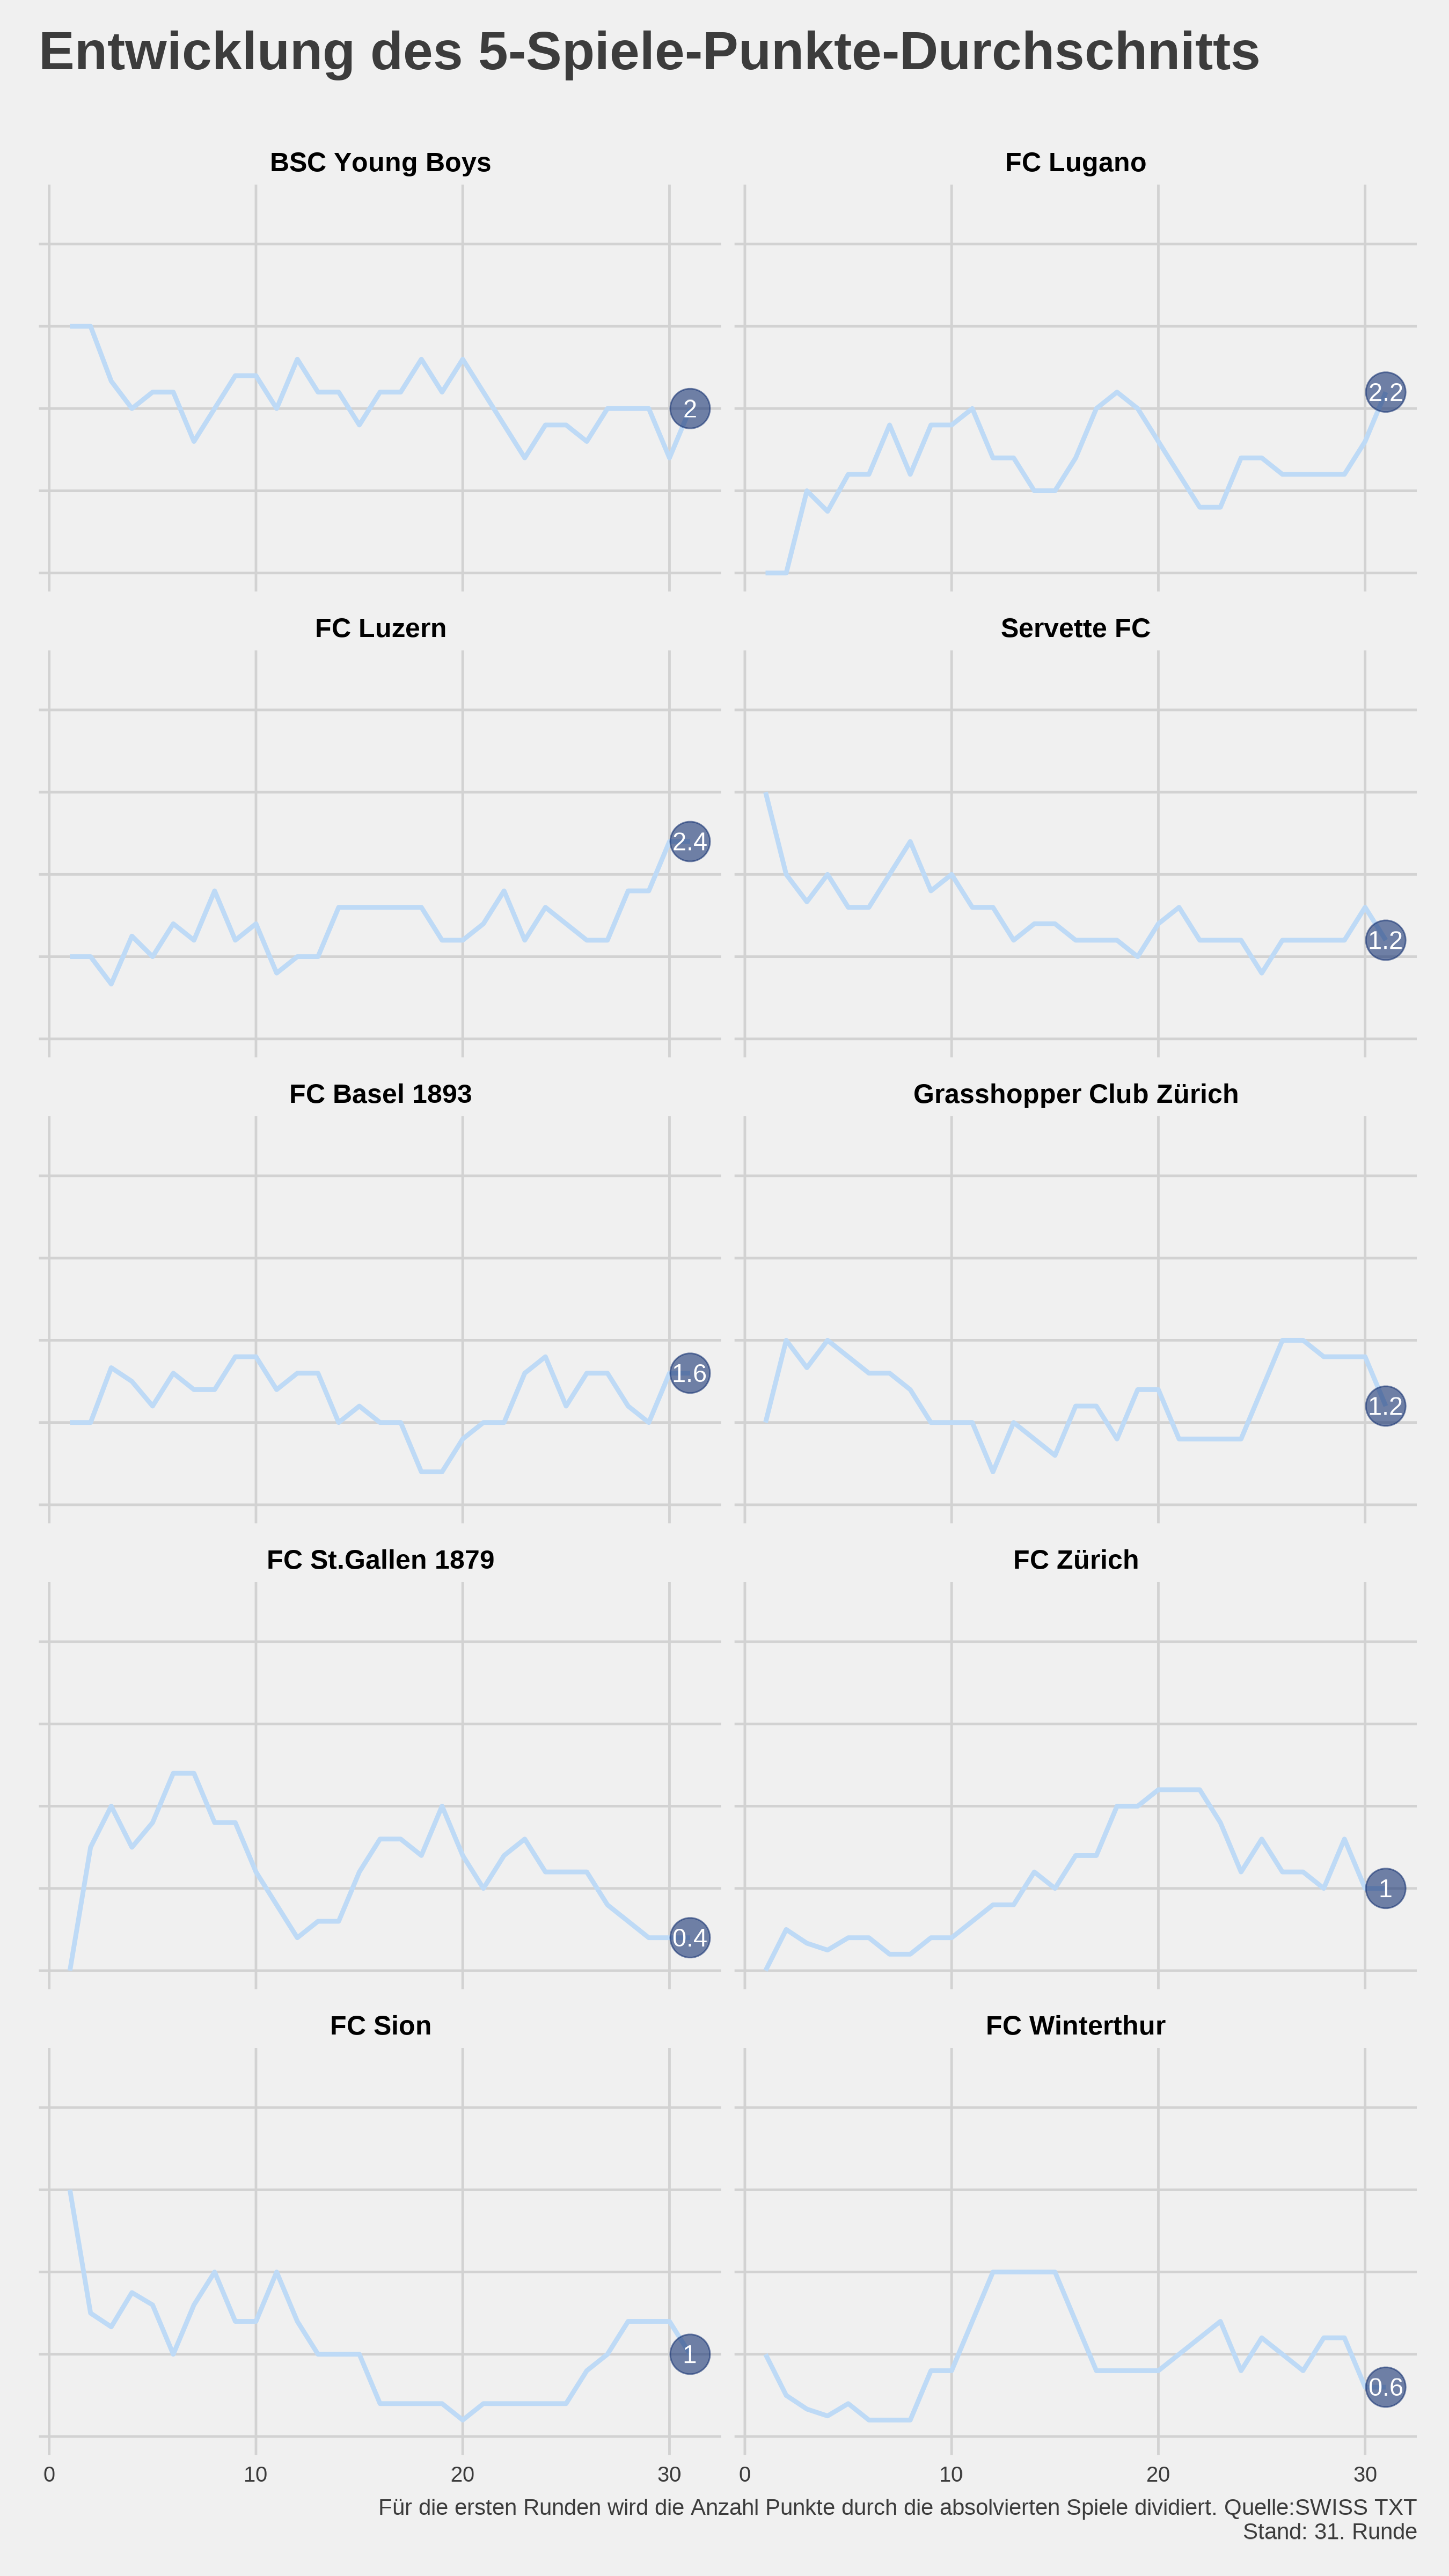 Entwicklung des 5-Spiele-Punkte-Durchschnitts
BSC Young Boys
FC Lugano
2
2.2
FC Luzern
Servette FC
2.4
1.2
FC Basel 1893
Grasshopper Club Zürich
1.6
1.2
FC St.Gallen 1879
FC Zürich
0.4
1
FC Sion
FC Winterthur
1
0.6
0 10 20 30 0 10 20 30
Für die ersten Runden wird die Anzahl Punkte durch die absolvierten Spiele dividiert. Quelle:SWISS TXT
Stand: 31. Runde